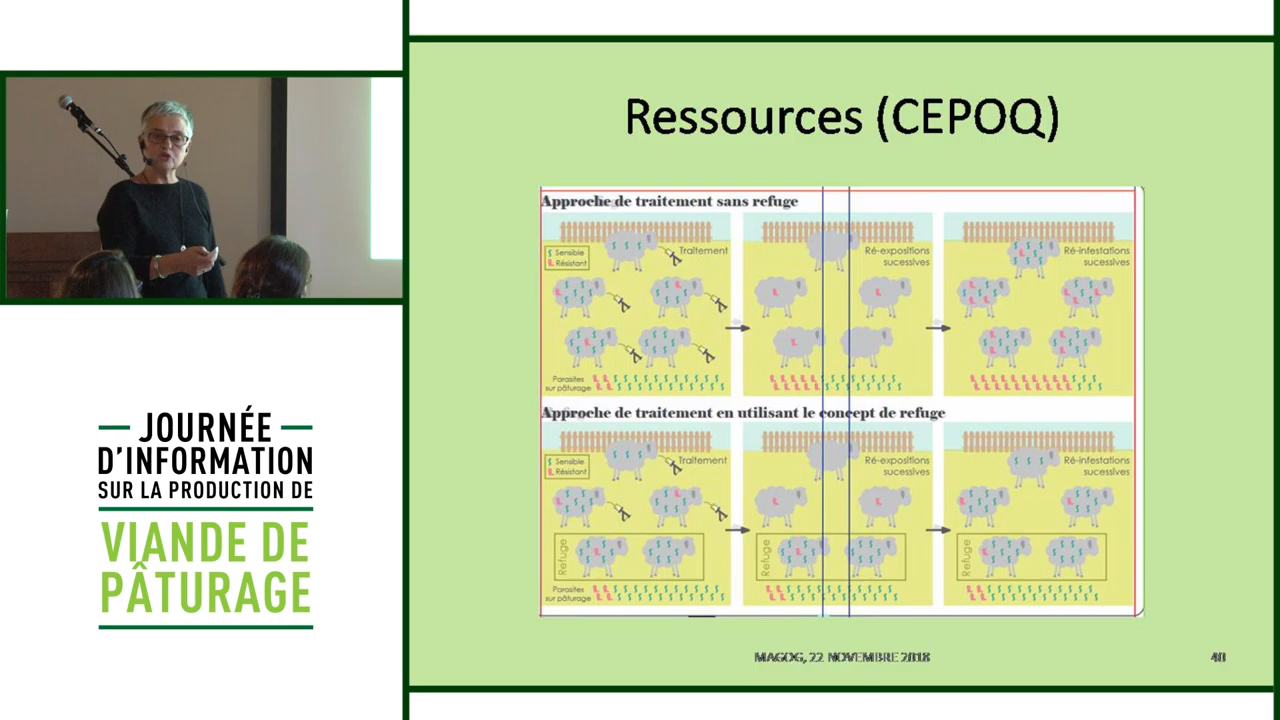 Ressources (CEPOQ)
Approche de traitement sans refuge
Sensible
Résistant
Traitement
Parasites
sur pâturage
Ré-expositions
sucessives
Ré-infestations
sucessives
Approche de traitement en utilisant le concept de refuge
Sensible
Résistant
Traitement
Refuge
Parasites
sur pâturage
Ré-expositions
sucessives
Refuge
Ré-infestations
sucessives
Refuge
MAGOG, 22 NOVEMBRE 2018
40
JOURNÉE
D'INFORMATION
SUR LA PRODUCTION DE
VIANDE DE
PÂTURAGE